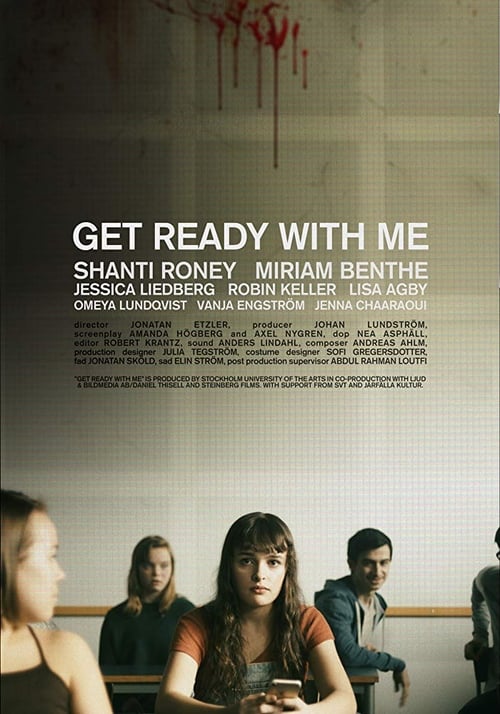 GET READY WITH ME
SHANTI RONEY MIRIAM BENTHE
JESSICA LIEDBERG ROBIN KELLER LISA AGBY
OMEYA LUNDQVIST VANJA ENGSTRÖM JENNA CHAARAOUI
director JONATAN ETZLER, producer JOHAN LUNDSTRÖM,
screenplay AMANDA HÖGBERG and AXEL NYGREN, dop NEA ASPHÄLL,
editor ROBERT KRANTZ, sound ANDERS LINDAHL, composer ANDREAS AHLM,
production designer JULIA TEGSTRÖM, costume designer SOFI GREGERSDOTTER,
fad JONATAN SKÖLD, sad ELIN STRÖM, post production supervisor ABDUL RAHMAN LOUTFI
"GET READY WITH ME" IS PRODUCED BY STOCKHOLM UNIVERSITY OF THE ARTS IN CO-PRODUCTION WITH LJUD
& BILDMEDIA AB/DANIEL THISELL AND STEINBERG FILMS. WITH SUPPORT FROM SVT AND JÄRFÄLLA KULTUR.